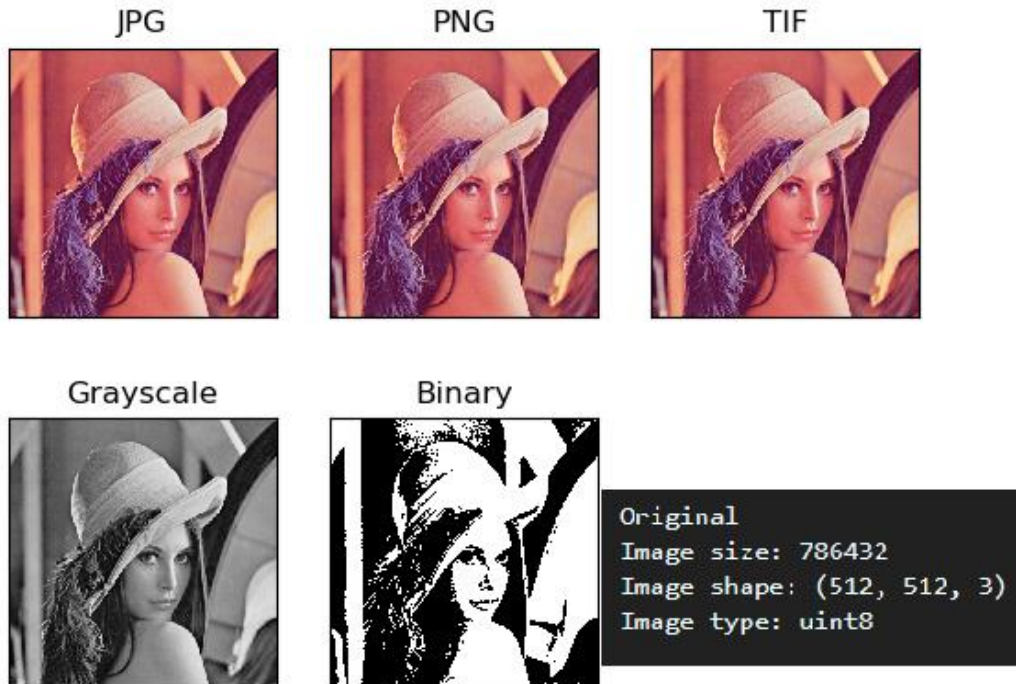 JPG
PNG
TIF
Grayscale
Binary
Original
Image size: 786432
Image shape: (512, 512, 3)
Image type: uint8